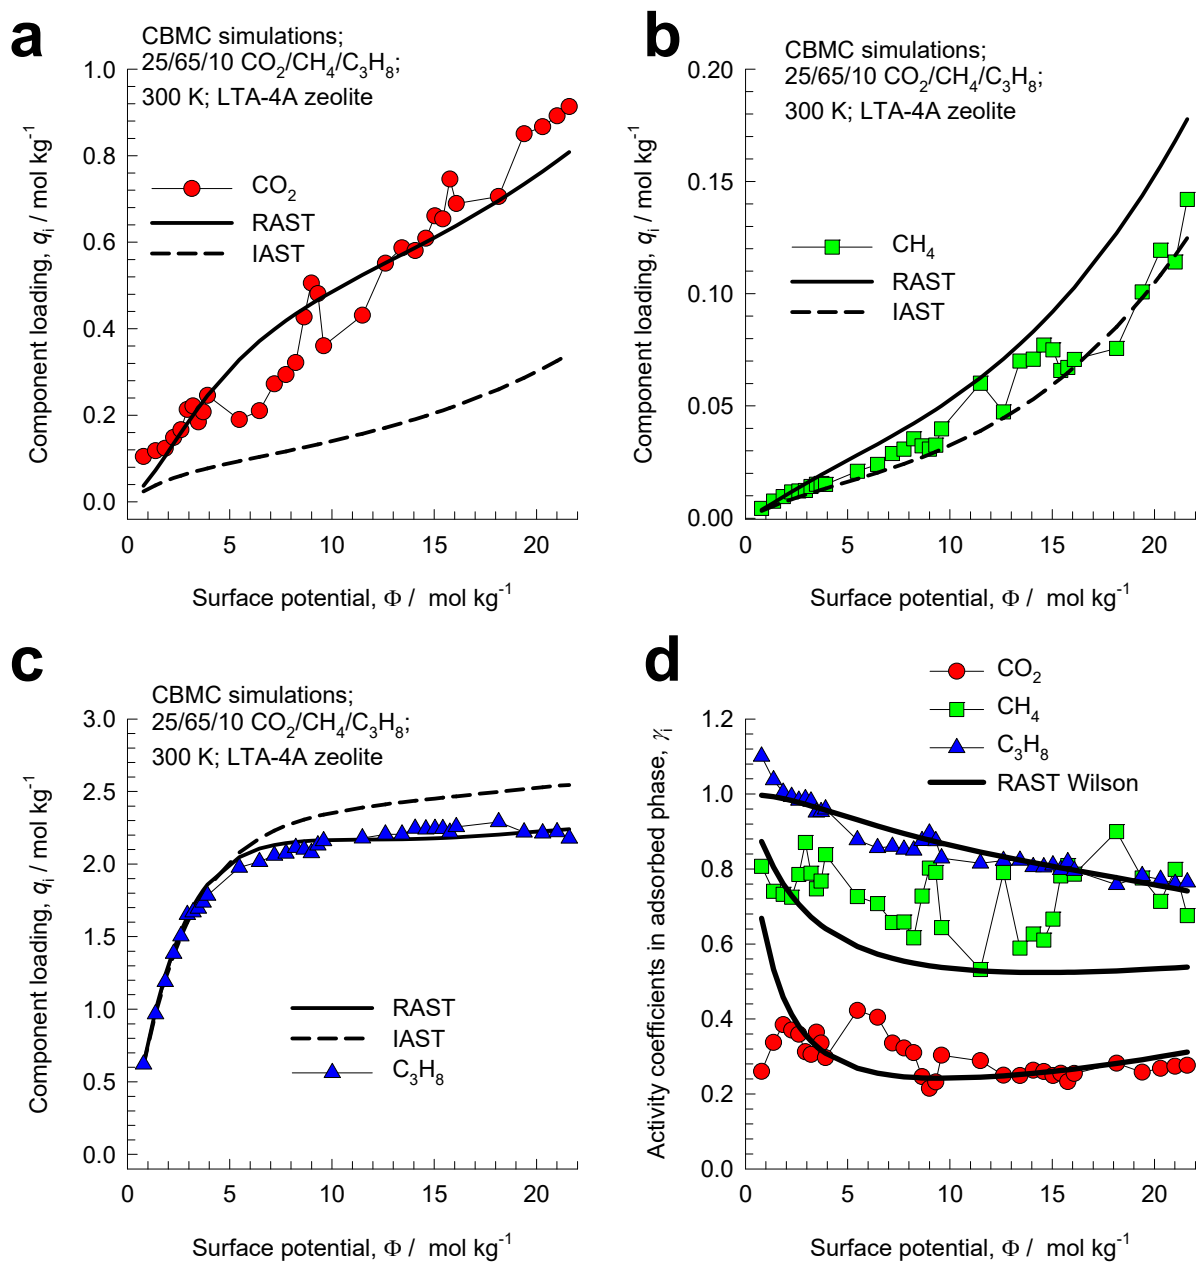 a
CBMC simulations;
25/65/10 CO2/CH4/C3H8;
300 K; LTA-4A zeolite
1.0
0.8
0.6
0.4
0.2
0.0
Component loading, qi / mol kg-1
CO2
RAST
IAST
0
5
10
15
20
Surface potential, Φ / mol kg-1
b
CBMC simulations;
25/65/10 CO2/CH4/C3H8;
300 K; LTA-4A zeolite
0.20
0.15
0.10
0.05
0.00
Component loading, qi / mol kg-1
CH4
RAST
IAST
0
5
10
15
20
Surface potential, Φ / mol kg-1
c
CBMC simulations;
25/65/10 CO2/CH4/C3H8;
300 K; LTA-4A zeolite
3.0
2.5
2.0
1.5
1.0
0.5
0.0
Component loading, qi / mol kg-1
RAST
IAST
C3H8
0
5
10
15
20
Surface potential, Φ / mol kg-1
d
CO2
CH4
C3H8
RAST Wilson
1.2
1.0
0.8
0.6
0.4
0.2
0.0
Activity coefficients in adsorbed phase, γi
0
5
10
15
20
Surface potential, Φ / mol kg-1